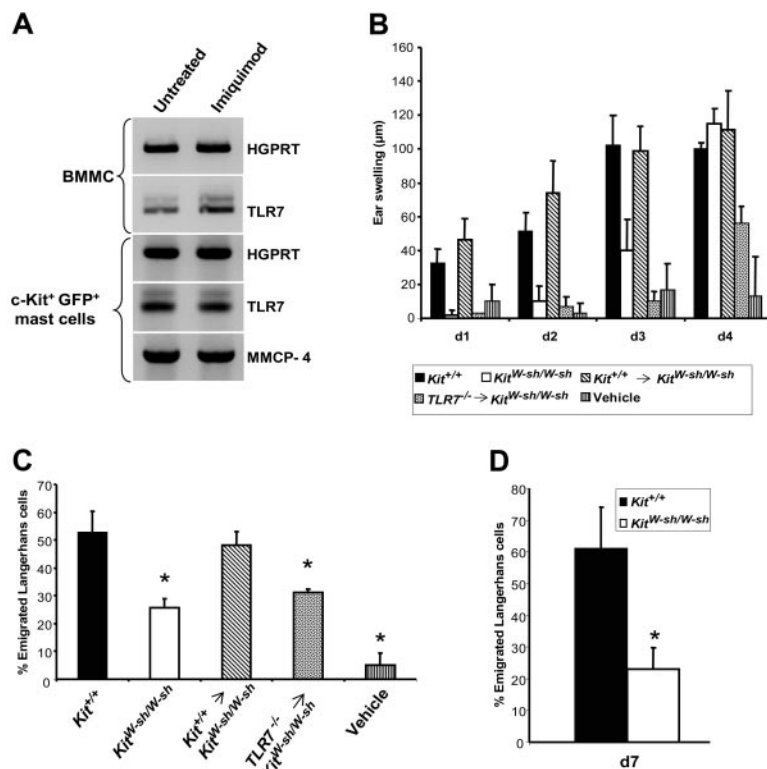 A
Untreated
Imiquimod
BMMC
HGPRT
TLR7
c-Kit⁺ GFP⁺
mast cells
HGPRT
TLR7
MMCP- 4
B
Ear swelling (µm)
160
140
120
100
80
60
40
20
0
d1 d2 d3 d4
Kit+/+ KitW-sh/W-sh Kit+/+ → KitW-sh/W-sh
TLR7-/- → KitW-sh/W-sh Vehicle
C
% Emigrated Langerhans cells
70
60
50
40
30
20
10
0
* * *
Kit+/+
KitW-sh/W-sh
Kit+/+ →
KitW-sh/W-sh
TLR7-/- →
KitW-sh/W-sh
Vehicle
D
% Emigrated Langerhans cells
80
70
60
50
40
30
20
10
0
Kit+/+
KitW-sh/W-sh
*
d7